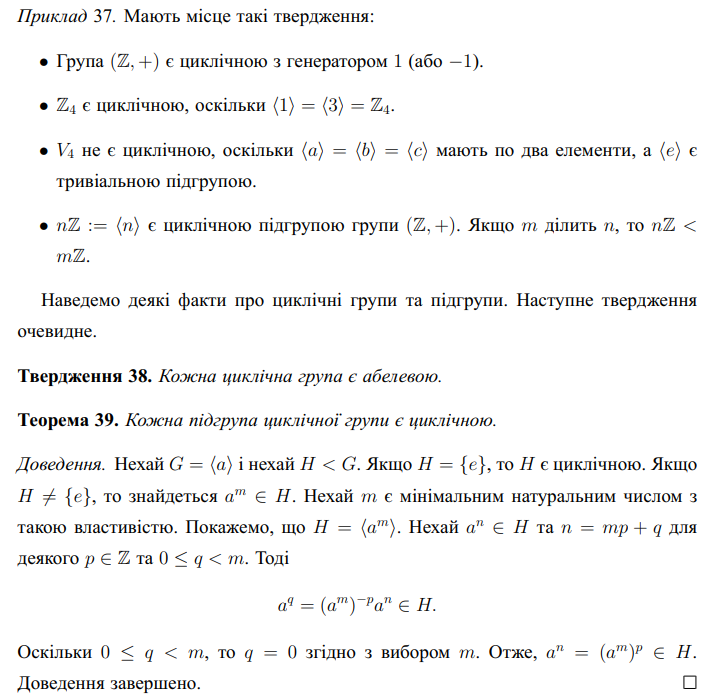 Приклад 37. Мають місце такі твердження:
• Група (ℤ, +) є циклічною з генератором 1 (або −1).
• ℤ₄ є циклічною, оскільки ⟨1⟩ = ⟨3⟩ = ℤ₄.
• V₄ не є циклічною, оскільки ⟨a⟩ = ⟨b⟩ = ⟨c⟩ мають по два елементи, а ⟨e⟩ є
тривіальною підгрупою.
• nℤ := ⟨n⟩ є циклічною підгрупою групи (ℤ, +). Якщо m ділить n, то nℤ <
mℤ.
Наведемо деякі факти про циклічні групи та підгрупи. Наступне твердження
очевидне.
Твердження 38. Кожна циклічна група є абелевою.
Теорема 39. Кожна підгрупа циклічної групи є циклічною.
Доведення. Нехай G = ⟨a⟩ і нехай H < G. Якщо H = {e}, то H є циклічною. Якщо
H ≠ {e}, то знайдеться aᵐ ∈ H. Нехай m є мінімальним натуральним числом з
такою властивістю. Покажемо, що H = ⟨aᵐ⟩. Нехай aⁿ ∈ H та n = mp + q для
деякого p ∈ ℤ та 0 ≤ q < m. Тоді
a^q = (aᵐ)⁻ᵖaⁿ ∈ H.
Оскільки 0 ≤ q < m, то q = 0 згідно з вибором m. Отже, aⁿ = (aᵐ)ᵖ ∈ H.
Доведення завершено. □